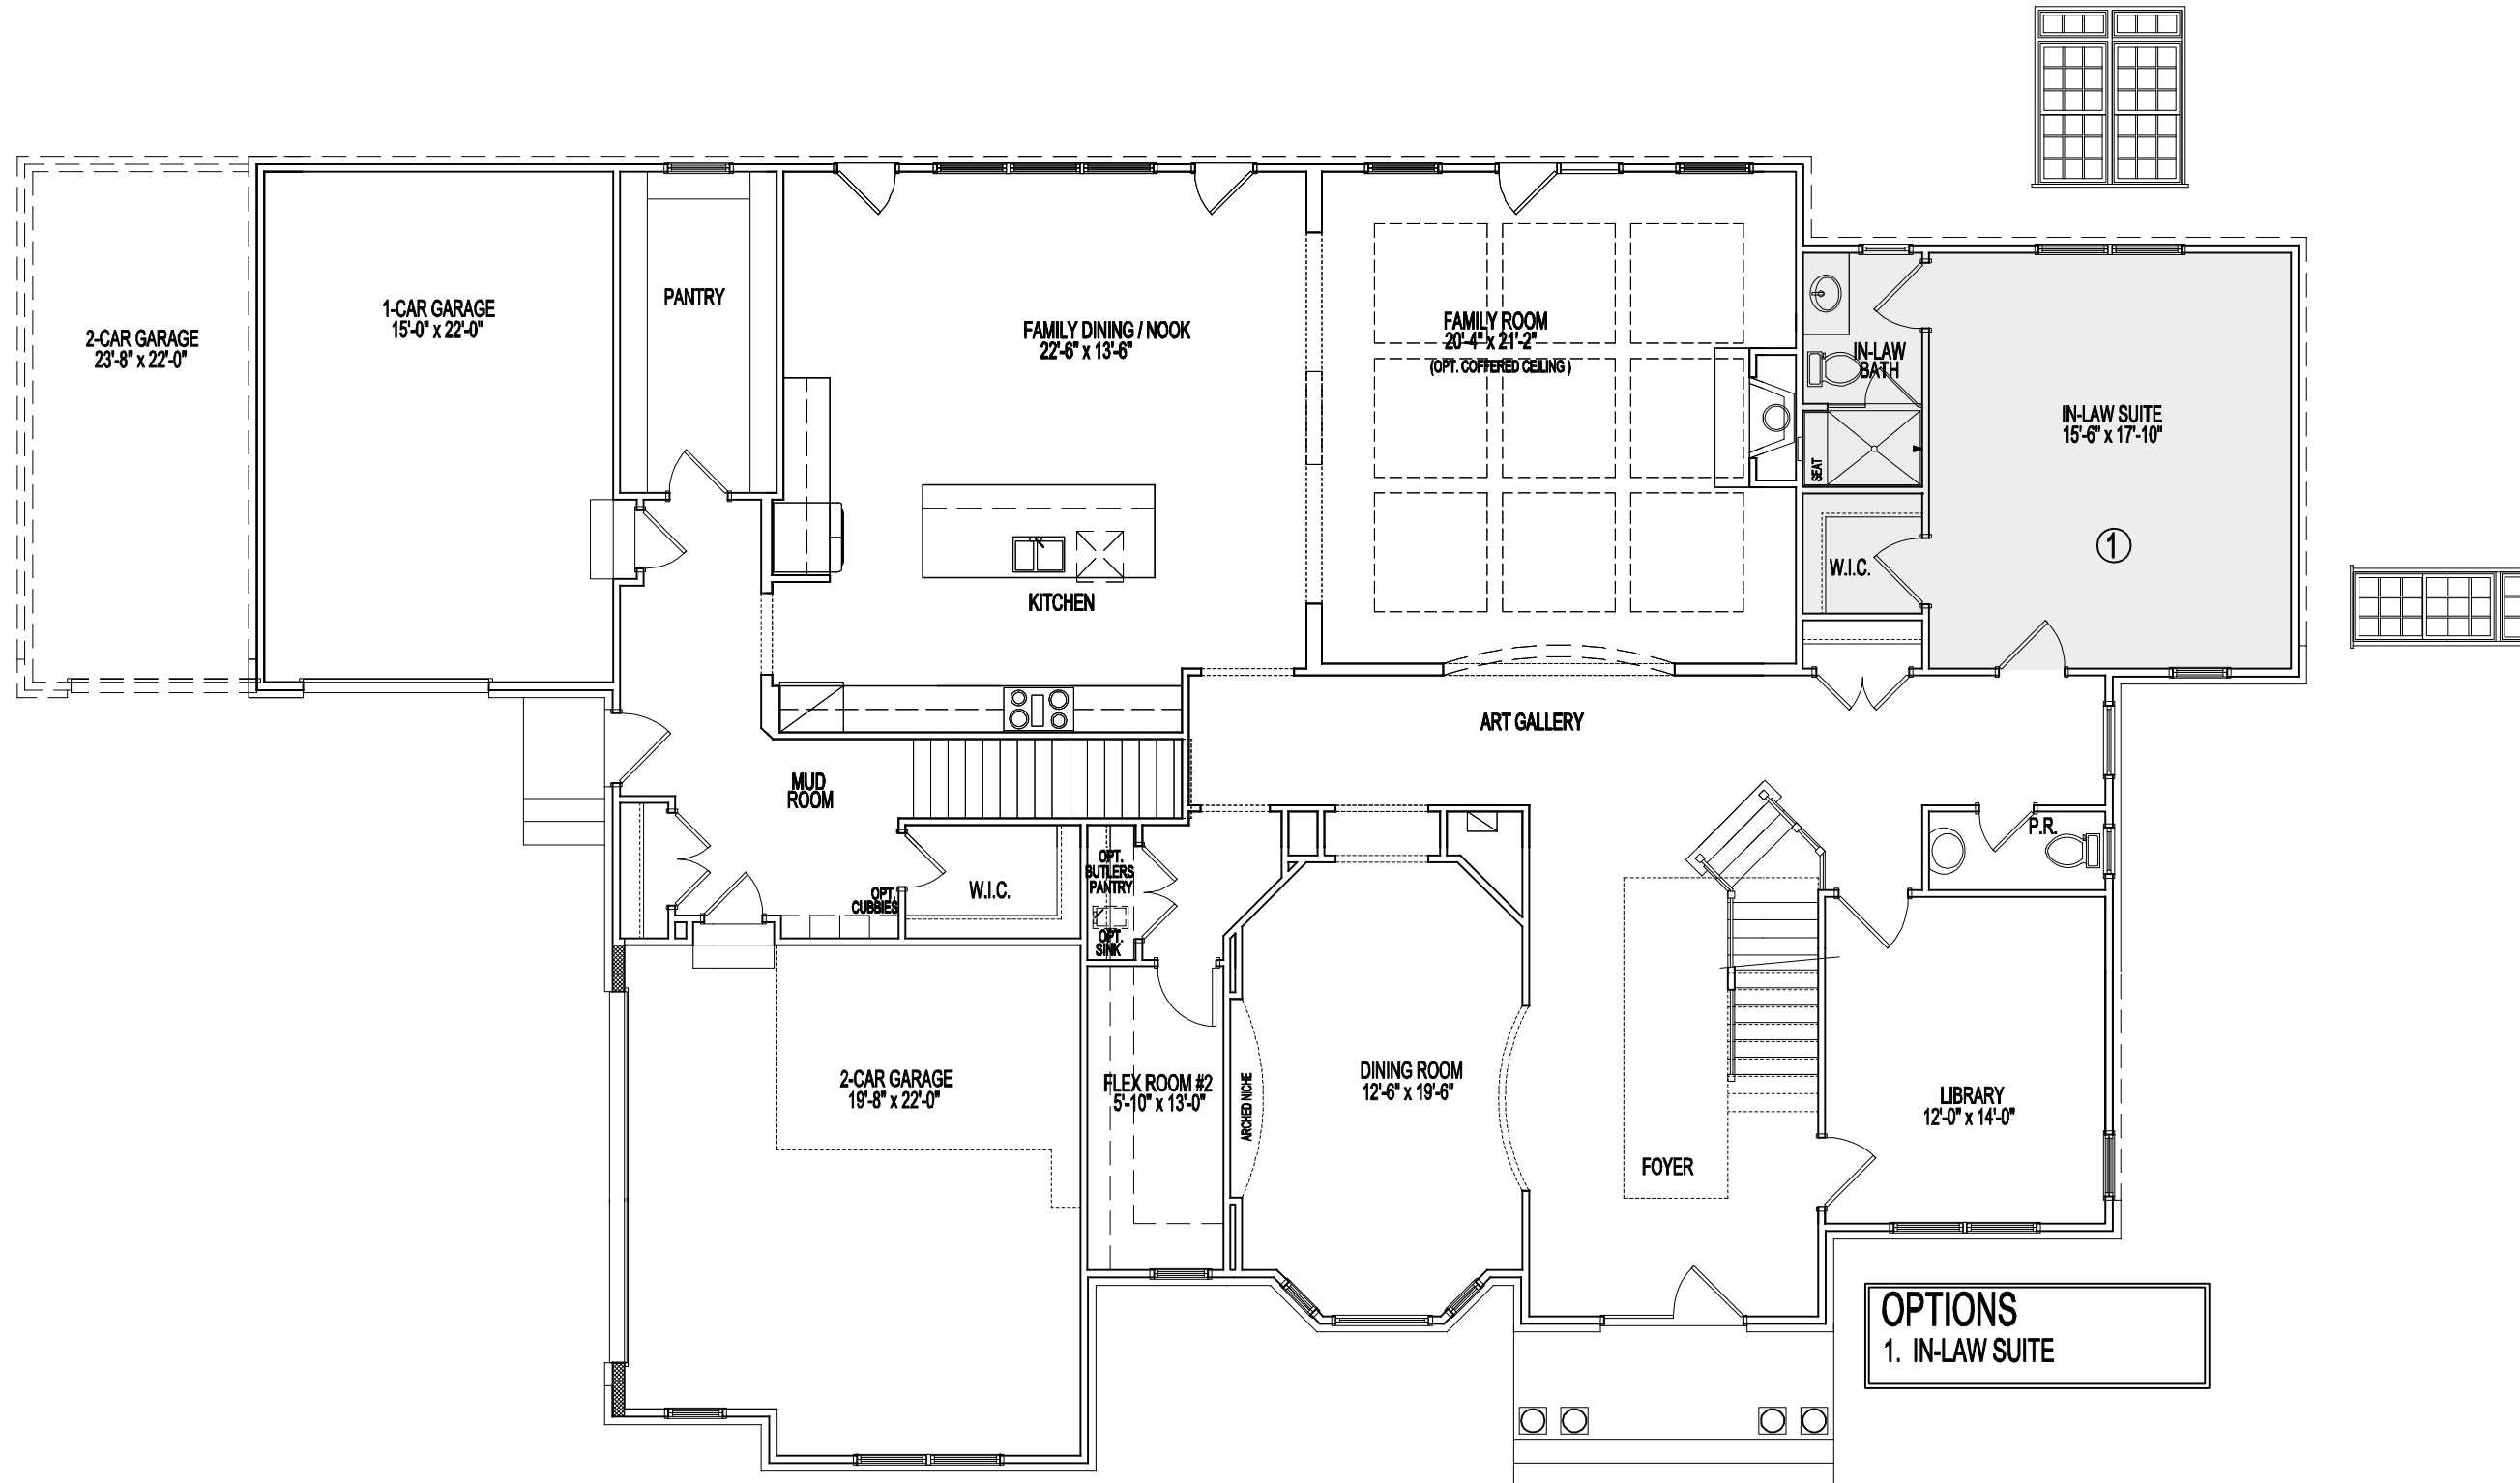 2-CAR GARAGE
23'-8" x 22'-0"
1-CAR GARAGE
15'-0" x 22'-0"
PANTRY
FAMILY DINING / NOOK
22'-6" x 13'-6"
FAMILY ROOM
20'-4" x 21'-2"
(OPT. COFFERED CEILING )
IN-LAW
BATH
SEAT
IN-LAW SUITE
15'-6" x 17'-10"
1
W.I.C.
KITCHEN
ART GALLERY
MUD
ROOM
OPT.
CUBBIES
W.I.C.
OPT.
BUTLERS
PANTRY
OPT.
SINK
P.R.
2-CAR GARAGE
19'-8" x 22'-0"
FLEX ROOM #2
5'-10" x 13'-0"
ARCHED NICHE
DINING ROOM
12'-6" x 19'-6"
FOYER
LIBRARY
12'-0" x 14'-0"
OPTIONS
1. IN-LAW SUITE